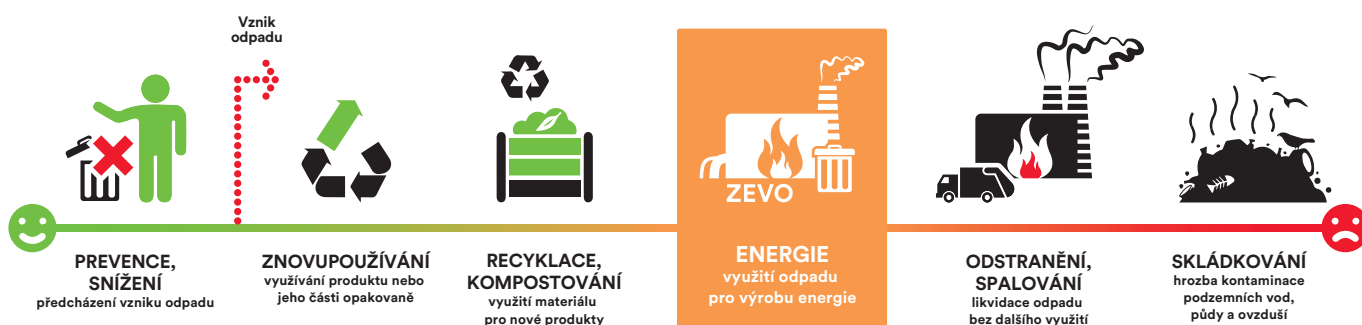 Vznik
odpadu
ZEVO
PREVENCE,
SNÍŽENÍ
předcházení vzniku odpadu
ZNOVUPOUŽÍVÁNÍ
využívání produktu nebo
jeho části opakovaně
RECYKLACE,
KOMPOSTOVÁNÍ
využití materiálu
pro nové produkty
ENERGIE
využití odpadu
pro výrobu energie
ODSTRANĚNÍ,
SPALOVÁNÍ
likvidace odpadu
bez dalšího využití
SKLÁDKOVÁNÍ
hrozba kontaminace
podzemních vod,
půdy a ovzduší